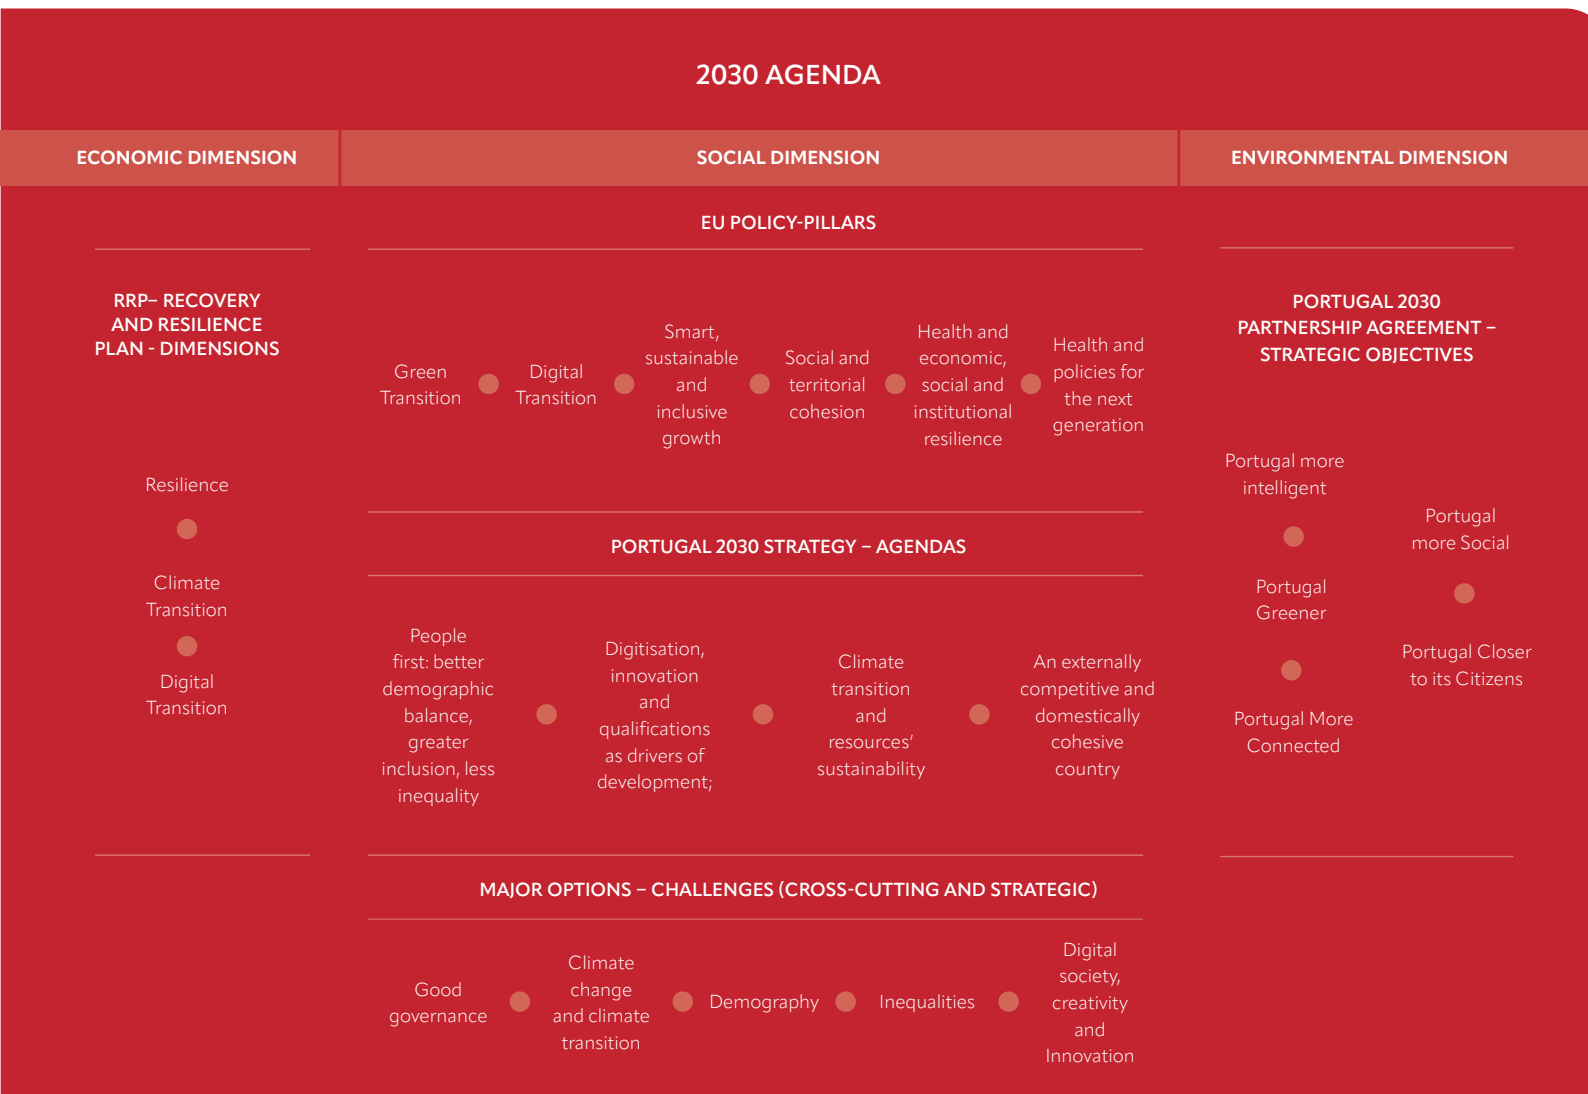 2030 AGENDA
ECONOMIC DIMENSION
SOCIAL DIMENSION
ENVIRONMENTAL DIMENSION
RRP– RECOVERY
AND RESILIENCE
PLAN - DIMENSIONS
Resilience
Climate
Transition
Digital
Transition
EU POLICY-PILLARS
Green
Transition
Digital
Transition
Smart,
sustainable
and
inclusive
growth
Social and
territorial
cohesion
Health and
economic,
social and
institutional
resilience
Health and
policies for
the next
generation
PORTUGAL 2030 STRATEGY – AGENDAS
People
first: better
demographic
balance,
greater
inclusion, less
inequality
Digitisation,
innovation
and
qualifications
as drivers of
development;
Climate
transition
and
resources’
sustainability
An externally
competitive and
domestically
cohesive
country
MAJOR OPTIONS – CHALLENGES (CROSS-CUTTING AND STRATEGIC)
Good
governance
Climate
change
and climate
transition
Demography
Inequalities
Digital
society,
creativity
and
Innovation
PORTUGAL 2030
PARTNERSHIP AGREEMENT –
STRATEGIC OBJECTIVES
Portugal more
intelligent
Portugal
Greener
Portugal More
Connected
Portugal
more Social
Portugal Closer
to its Citizens